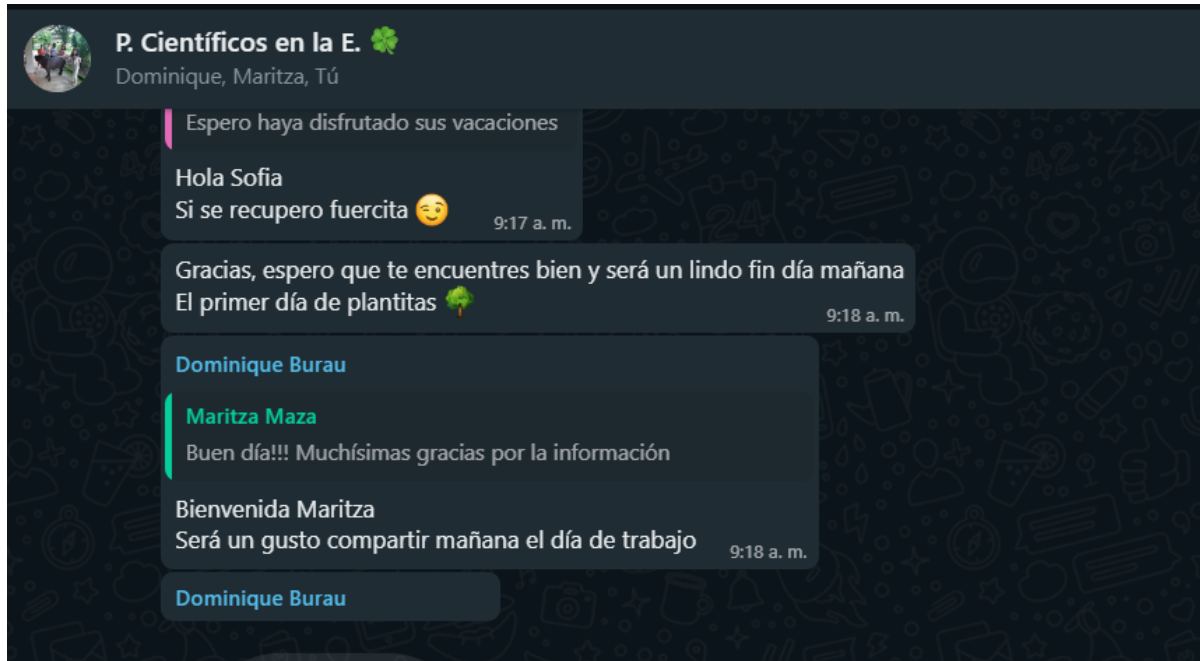 P. Científicos en la E. 🍀
Dominique, Maritza, Tú
Espero haya disfrutado sus vacaciones
Hola Sofia
Si se recupero fuercita 😉
9:17 a. m.
Gracias, espero que te encuentres bien y será un lindo fin día mañana
El primer día de plantitas 🌳
9:18 a. m.
Dominique Burau
Maritza Maza
Buen día!!! Muchísimas gracias por la información
Bienvenida Maritza
Será un gusto compartir mañana el día de trabajo
9:18 a. m.
Dominique Burau